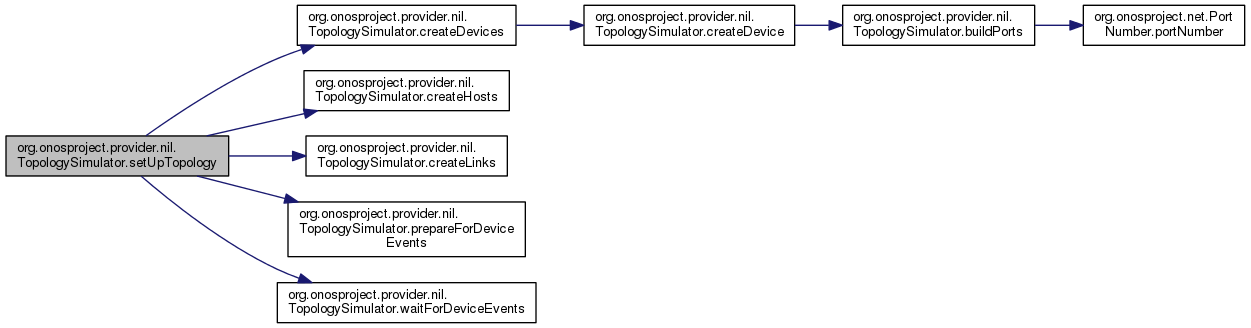 org.onosproject.provider.nil.
TopologySimulator.setUpTopology
org.onosproject.provider.nil.
TopologySimulator.createDevices
org.onosproject.provider.nil.
TopologySimulator.createDevice
org.onosproject.provider.nil.
TopologySimulator.buildPorts
org.onosproject.net.Port
Number.portNumber
org.onosproject.provider.nil.
TopologySimulator.createHosts
org.onosproject.provider.nil.
TopologySimulator.createLinks
org.onosproject.provider.nil.
TopologySimulator.prepareForDevice
Events
org.onosproject.provider.nil.
TopologySimulator.waitForDeviceEvents